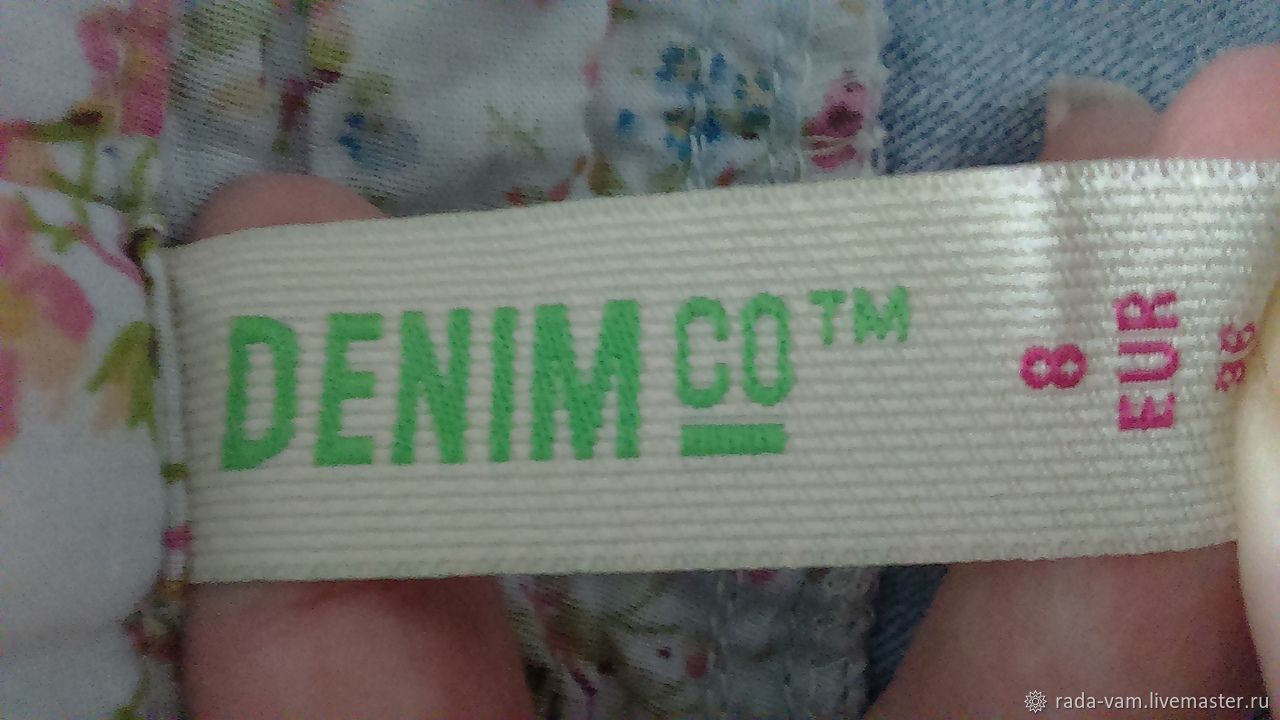 DENIM CO™
8
EUR
36
rada-vam.livemaster.ru